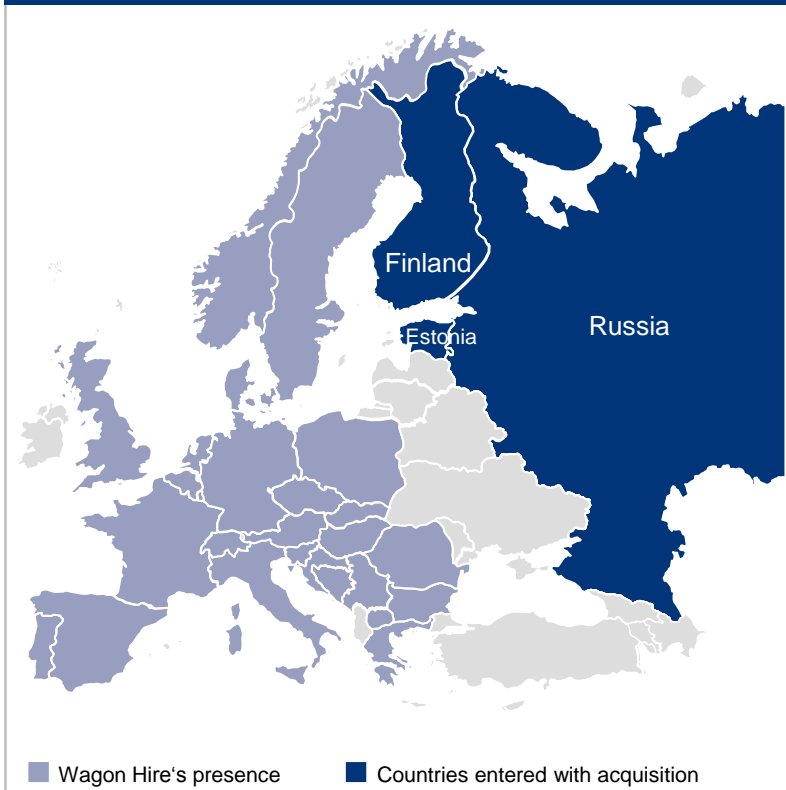 Finland
Russia
Estonia
Wagon Hire‘s presence
Countries entered with acquisition